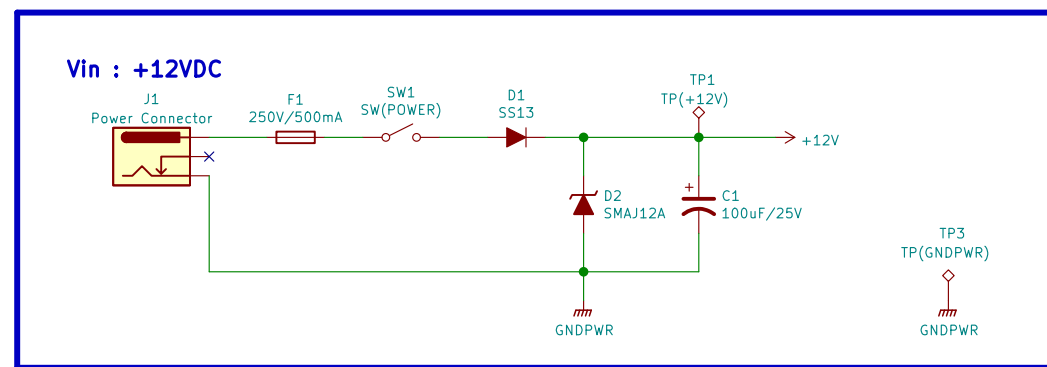 Vin : +12VDC
J1
Power Connector
F1
250V/500mA
SW1
SW(POWER)
D1
SS13
TP1
TP(+12V)
+12V
D2
SMAJ12A
+
C1
100uF/25V
TP3
TP(GNDPWR)
GNDPWR
GNDPWR